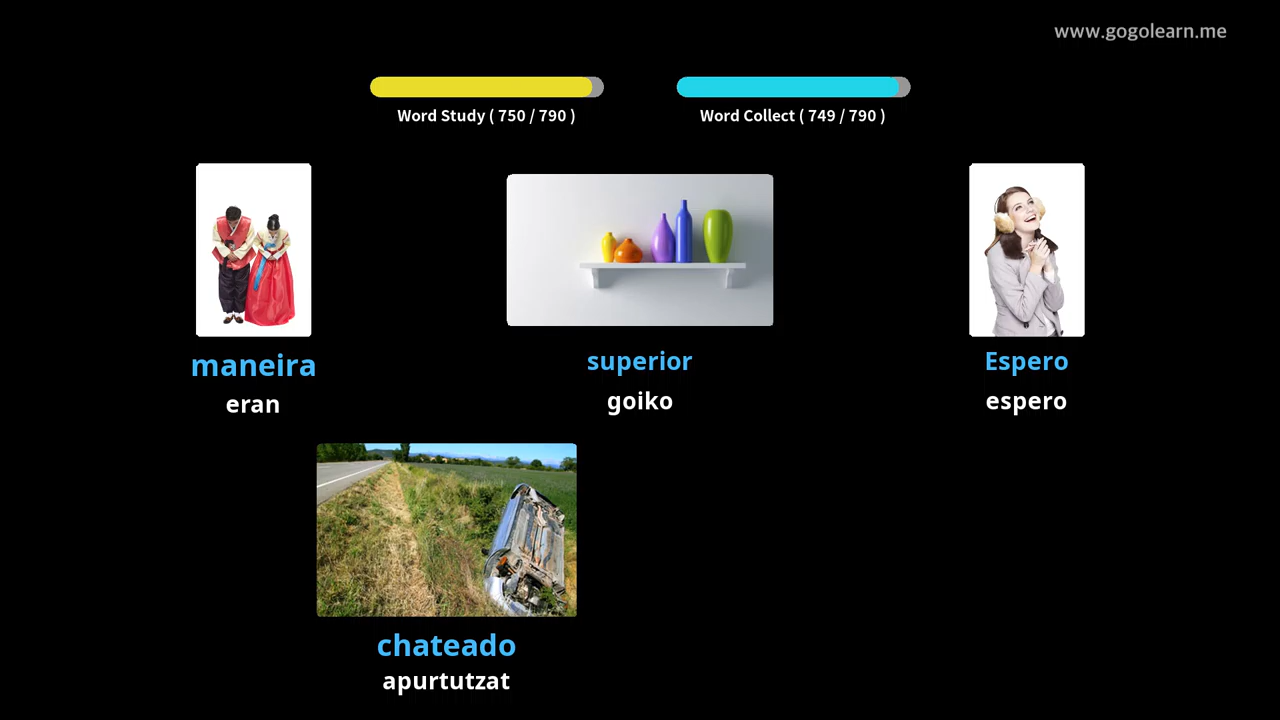 www.gogolearn.me
Word Study ( 750 / 790 )
Word Collect ( 749 / 790 )
maneira
eran
superior
goiko
Espero
espero
chateado
apurtutzat